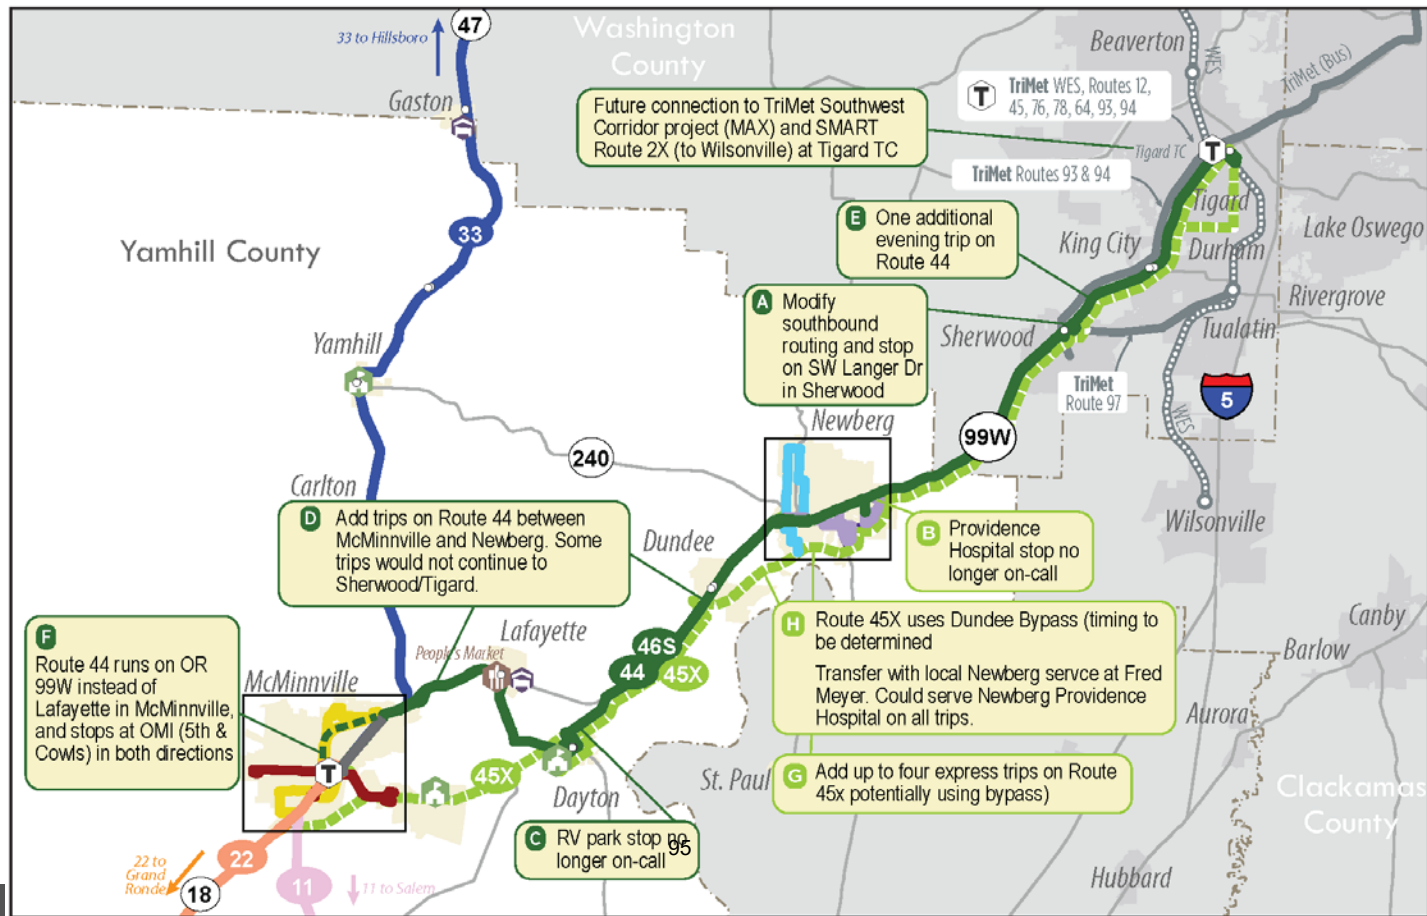 47
33 to Hillsboro
Washington
County
Beaverton
WES
TriMet (Bus)
Gaston
TriMet WES, Routes 12,
45, 76, 78, 64, 93, 94
T
Future connection to TriMet Southwest
Corridor project (MAX) and SMART
Route 2X (to Wilsonville) at Tigard TC
Tigard TC
T
TriMet Routes 93 & 94
Tigard
E
One additional
evening trip on
Route 44
King City
Durham
Lake Oswego
33
Yamhill County
A
Modify
southbound
routing and stop
on SW Langer Dr
in Sherwood
Sherwood
Rivergrove
Tualatin
Yamhill
TriMet
Route 97
5
WES
Newberg
99W
240
Carlton
D
Add trips on Route 44 between
McMinnville and Newberg. Some
trips would not continue to
Sherwood/Tigard.
Dundee
Wilsonville
B
Providence
Hospital stop no
longer on-call
H
Route 45X uses Dundee Bypass (timing to
be determined
Transfer with local Newberg servce at Fred
Meyer. Could serve Newberg Providence
Hospital on all trips.
Canby
Barlow
F
Route 44 runs on OR
99W instead of
Lafayette in McMinnville,
and stops at OMI (5th &
Cowls) in both directions
Lafayette
People's Market
46S
44
45X
McMinnville
T
Aurora
G
Add up to four express trips on Route
45x potentially using bypass)
St. Paul
45X
Dayton
Clackamas
County
C
RV park stop no
longer on-call
95
22
22 to
Grand
Ronde
18
11
11 to Salem
Hubbard